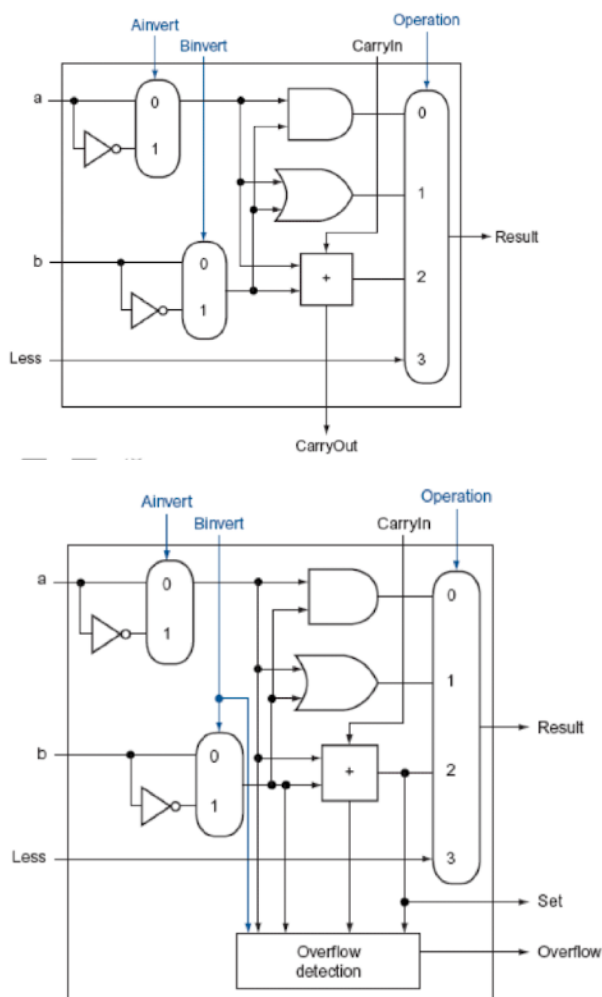 Operation
Ainvert
Binvert
CarryIn
a
0
0
1
1
Result
b
0
+
2
1
Less
3
CarryOut
Operation
Ainvert
Binvert
CarryIn
a
0
0
1
1
Result
b
0
+
2
1
Less
3
Set
Overflow
detection
Overflow